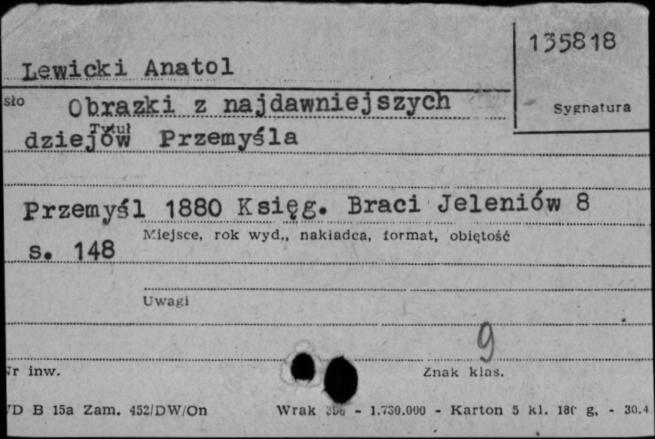 135818
Lewicki Anatol
sło Obrazki z najdawniejszych
Sygnatura
Tytuł
dziejów Przemyśla
Przemyśl 1880 Księg. Braci Jeleniów 8
Miejsce, rok wyd., nakładca, format, objętość
s. 148
Uwagi
9
Nr inw.
Znak klas.
D B 15a Zam. 452/DW/On Wrak - 1.730.000 - Karton 5 kl. g, - 30.4